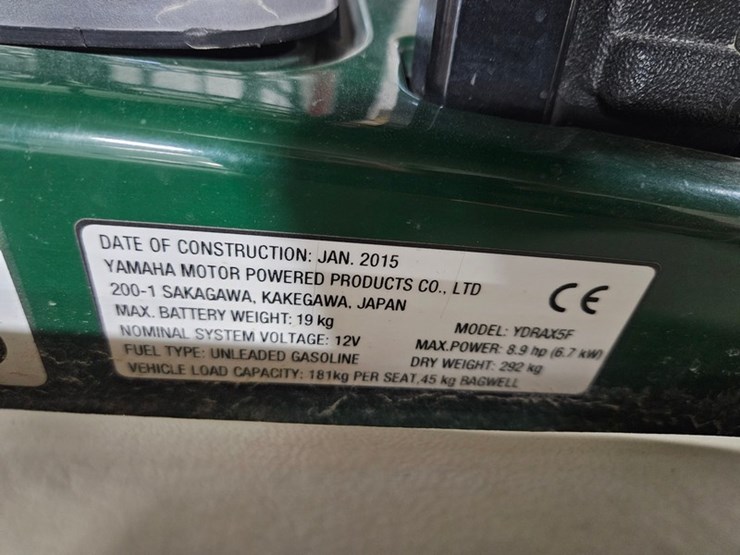 DATE OF CONSTRUCTION: JAN. 2015
YAMAHA MOTOR POWERED PRODUCTS CO., LTD
200-1 SAKAGAWA, KAKEGAWA, JAPAN
CE
MAX. BATTERY WEIGHT: 19 kg
MODEL: YDRAX5F
NOMINAL SYSTEM VOLTAGE: 12V
MAX.POWER: 8.9 hp (6.7 kW)
FUEL TYPE: UNLEADED GASOLINE
DRY WEIGHT: 292 kg
VEHICLE LOAD CAPACITY: 181kg PER SEAT.45 kg BAGWELL